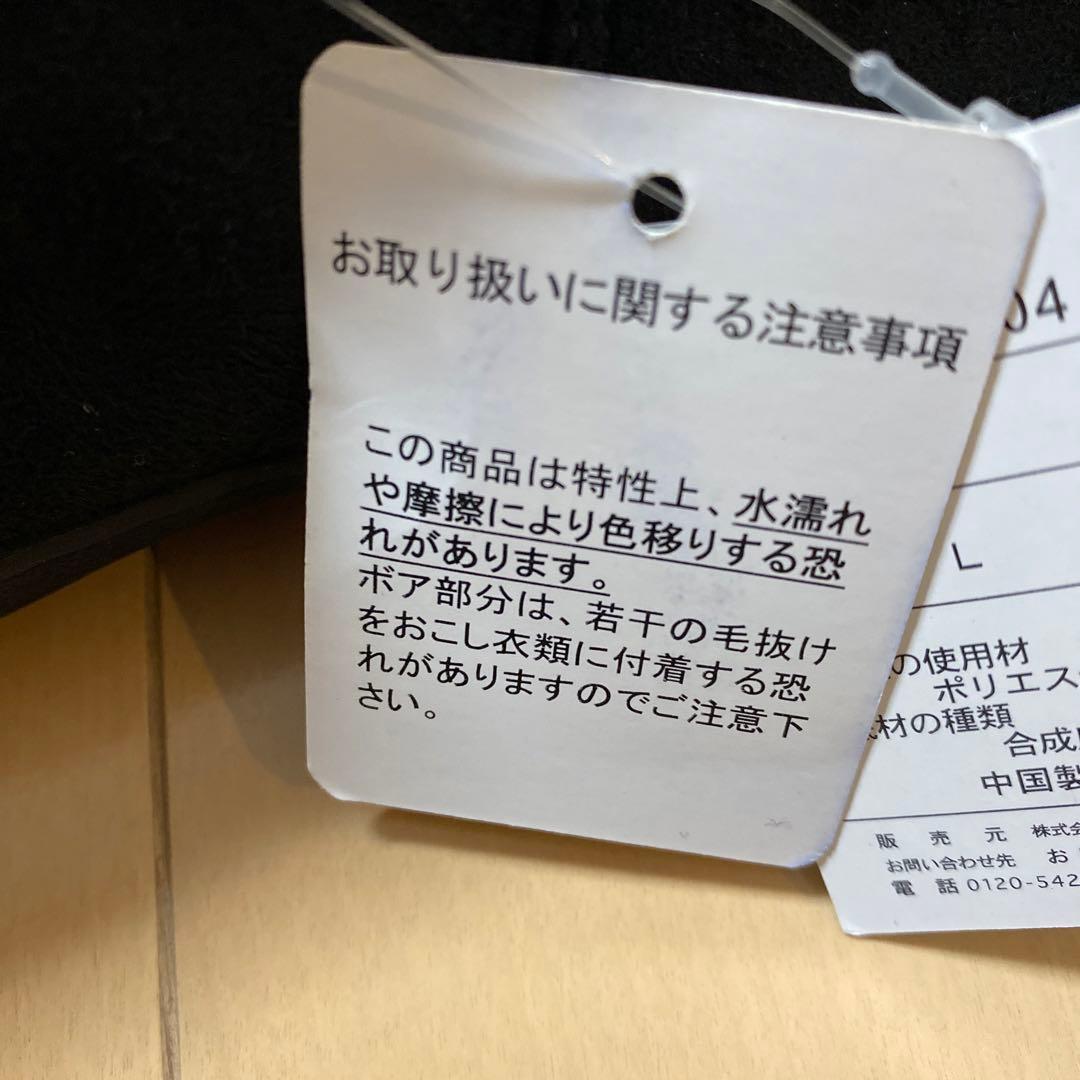 お取り扱いに関する注意事項
この商品は特性上、水濡れ
や摩擦により色移りする恐
れがあります。
ボア部分は、若干の毛抜け
をおこし衣類に付着する恐
れがありますのでご注意下
さい。
04
L
の使用材
ポリエス
材の種類
合成
中国製
販売元 株式会
お問い合わせ先 お
電話 0120-542